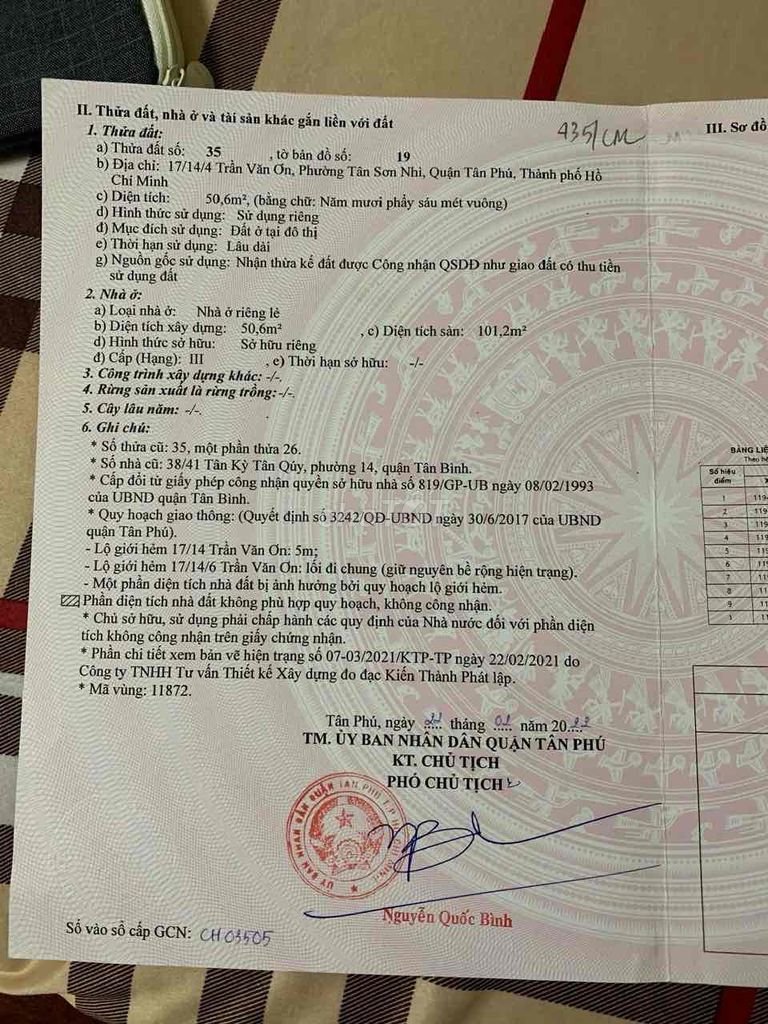 II. Thửa đất, nhà ở và tài sản khác gắn liền với đất
1. Thửa đất:
a) Thửa đất số: 35 , tờ bản đồ số: 19
b) Địa chỉ: 17/14/4 Trần Văn Ơn, Phường Tân Sơn Nhì, Quận Tân Phú, Thành phố Hồ
Chí Minh
c) Diện tích: 50,6m², (bằng chữ: Năm mươi phẩy sáu mét vuông)
d) Hình thức sử dụng: Sử dụng riêng
đ) Mục đích sử dụng: Đất ở tại đô thị
e) Thời hạn sử dụng: Lâu dài
g) Nguồn gốc sử dụng: Nhận thừa kế đất được Công nhận QSDĐ như giao đất có thu tiền
sử dụng đất
2. Nhà ở:
a) Loại nhà ở: Nhà ở riêng lẻ
b) Diện tích xây dựng: 50,6m² , c) Diện tích sàn: 101,2m²
d) Hình thức sở hữu: Sở hữu riêng
đ) Cấp (Hạng): III , e) Thời hạn sở hữu: -/-
3. Công trình xây dựng khác: -/-.
4. Rừng sản xuất là rừng trồng: -/-.
5. Cây lâu năm: -/-.
6. Ghi chú:
* Số thửa cũ: 35, một phần thửa 26.
* Số nhà cũ: 38/41 Tân Kỳ Tân Qúy, phường 14, quận Tân Bình.
* Cấp đổi từ giấy phép công nhận quyền sở hữu nhà số 819/GP-UB ngày 08/02/1993
của UBND quận Tân Bình.
* Quy hoạch giao thông: (Quyết định số 3242/QĐ-UBND ngày 30/6/2017 của UBND
quận Tân Phú).
- Lộ giới hẻm 17/14 Trần Văn Ơn: 5m;
- Lộ giới hẻm 17/14/6 Trần Văn Ơn: lối đi chung (giữ nguyên bề rộng hiện trạng).
- Một phần diện tích nhà đất bị ảnh hưởng bởi quy hoạch lộ giới hẻm.
Phần diện tích nhà đất không phù hợp quy hoạch, không công nhận.
* Chủ sở hữu, sử dụng phải chấp hành các quy định của Nhà nước đối với phần diện
tích không công nhận trên giấy chứng nhận.
* Phần chi tiết xem bản vẽ hiện trạng số 07-03/2021/KTP-TP ngày 22/02/2021 do
Công ty TNHH Tư vấn Thiết kế Xây dựng đo đạc Kiến Thành Phát lập.
* Mã vùng: 11872.
Tân Phú, ngày 21 tháng 01 năm 2022
TM. ỦY BAN NHÂN DÂN QUẬN TÂN PHÚ
KT. CHỦ TỊCH
PHÓ CHỦ TỊCH
ỦY BAN NHÂN DÂN QUẬN TÂN PHÚ
Nguyễn Quốc Bình
Số vào sổ cấp GCN: CH03505
435/CM
III. Sơ đồ
BẢNG LIỆ
Theo h
Số hiệu
điểm
1 119
2 119
3 119
4 119
5 119
6 119
7 119
8 119
9 11
1 1